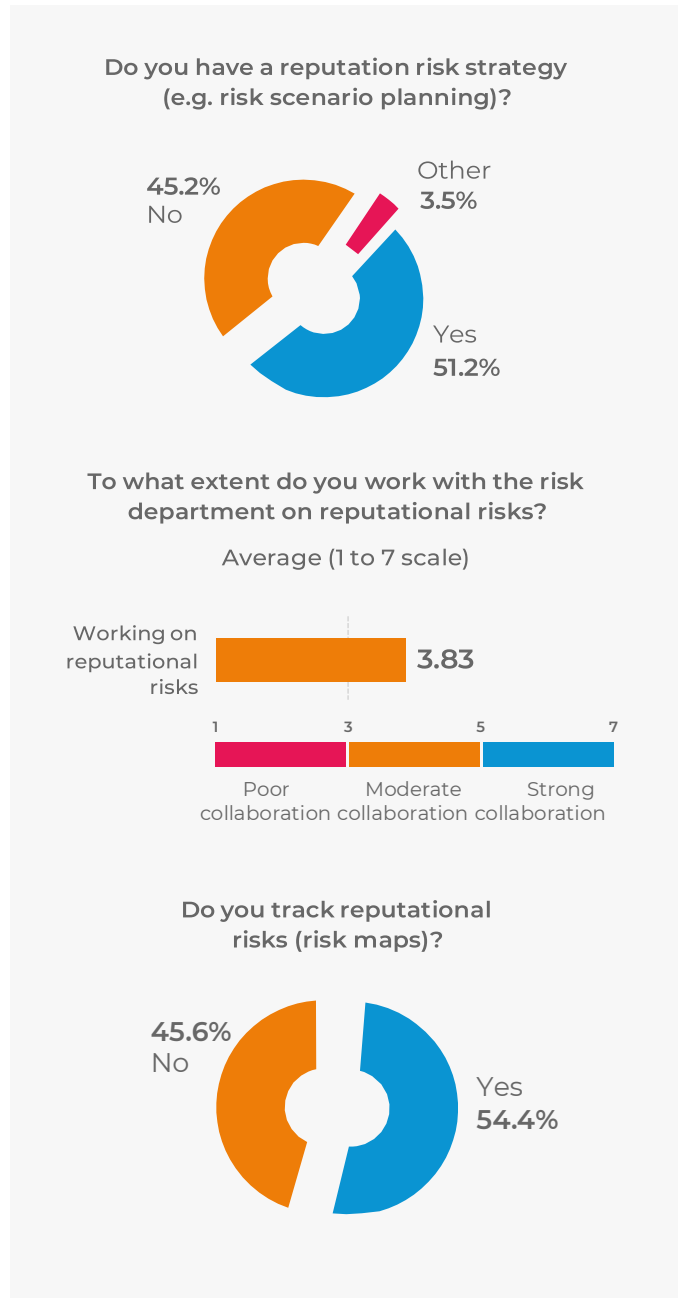 Do you have a reputation risk strategy
(e.g. risk scenario planning)?
45.2%
No
Other
3.5%
Yes
51.2%
To what extent do you work with the risk
department on reputational risks?
Average (1 to 7 scale)
Working on
reputational
risks
3.83
1 3 5 7
Poor Moderate Strong
collaboration collaboration collaboration
Do you track reputational
risks (risk maps)?
45.6%
No
Yes
54.4%